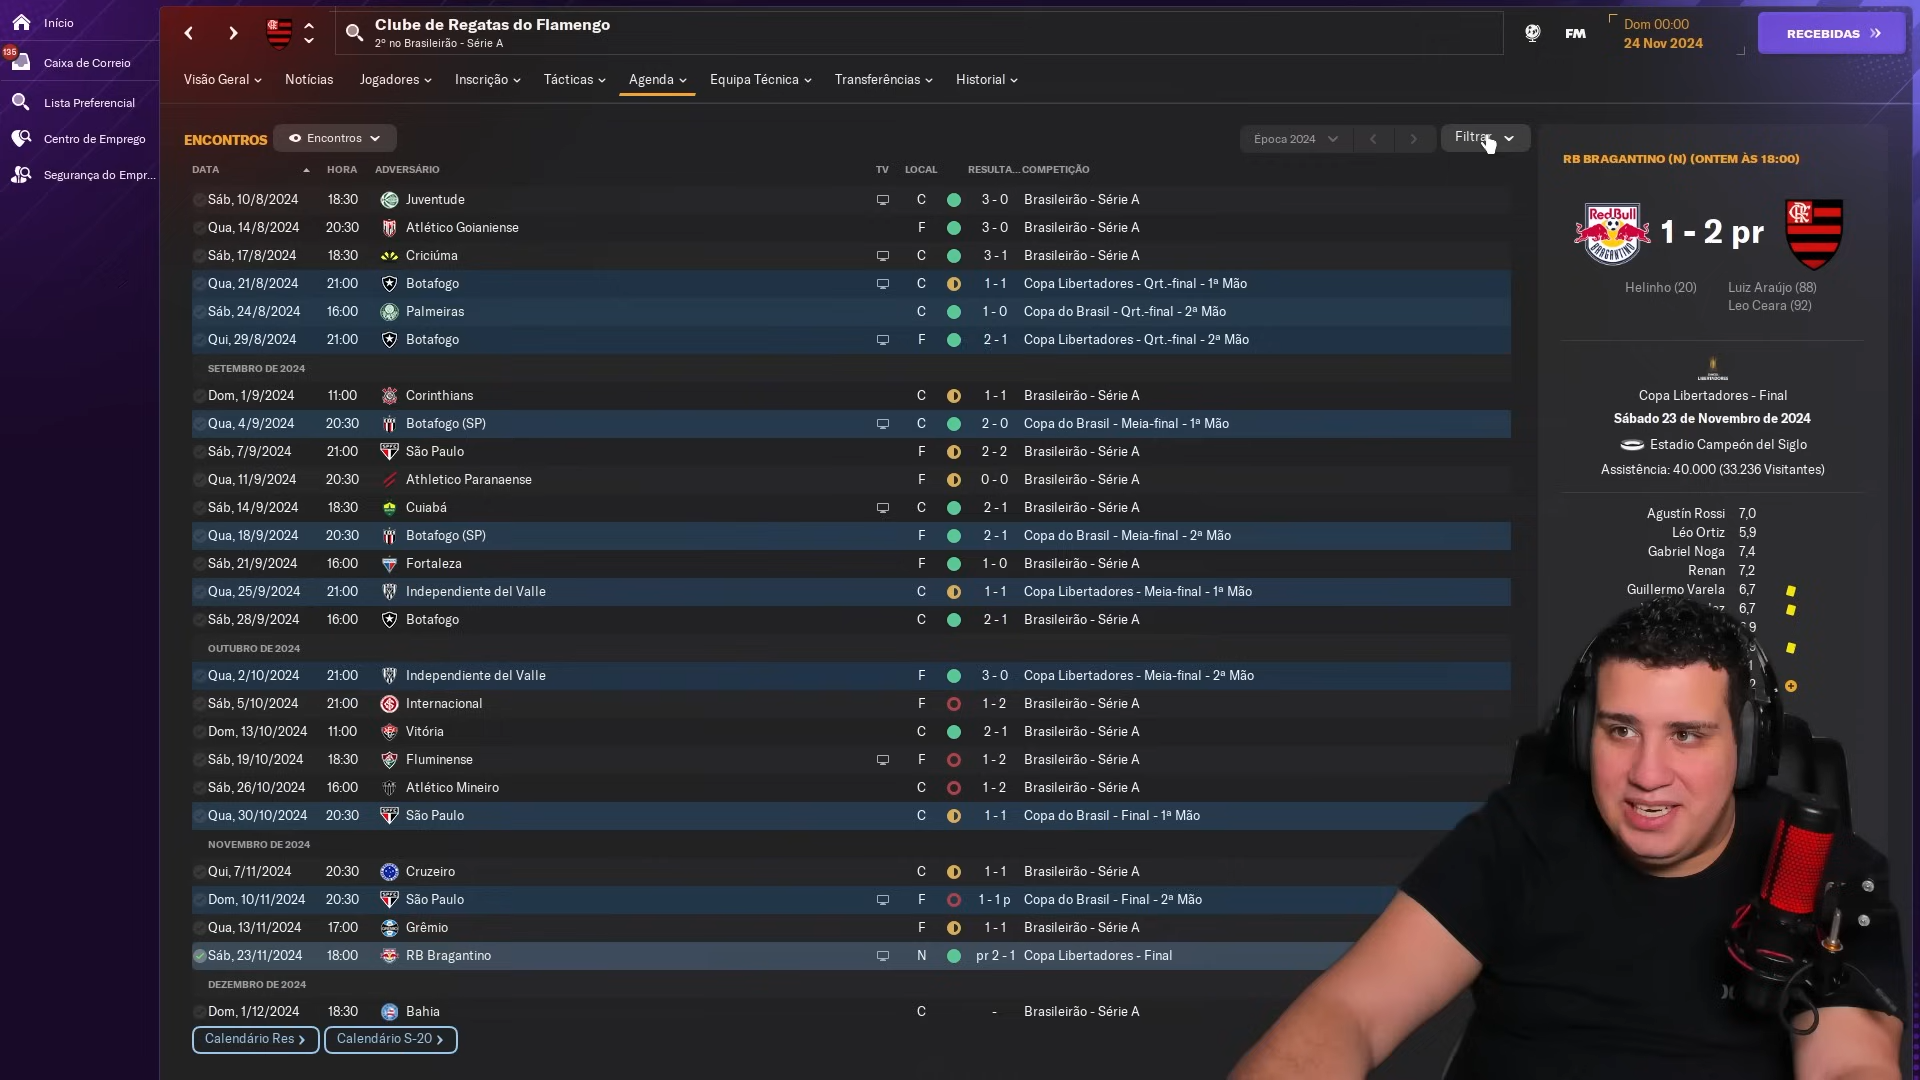 Início
Clube de Regatas do Flamengo
2º no Brasileirão - Série A
FM
Dom 00:00
24 Nov 2024
RECEBIDAS
135
Caixa de Correio
Lista Preferencial
Centro de Emprego
Segurança do Empr...
Visão Geral
Notícias
Jogadores
Inscrição
Tácticas
Agenda
Equipa Técnica
Transferências
Historial
ENCONTROS
Encontros
Época 2024
Filtrar
DATA HORA ADVERSÁRIO TV LOCAL RESULTA... COMPETIÇÃO
Sáb, 10/8/2024 18:30 Juventude C 3 - 0 Brasileirão - Série A
Qua, 14/8/2024 20:30 Atlético Goianiense F 3 - 0 Brasileirão - Série A
Sáb, 17/8/2024 18:30 Criciúma C 3 - 1 Brasileirão - Série A
Qua, 21/8/2024 21:00 Botafogo C 1 - 1 Copa Libertadores - Qrt.-final - 1ª Mão
Sáb, 24/8/2024 16:00 Palmeiras C 1 - 0 Copa do Brasil - Qrt.-final - 2ª Mão
Qui, 29/8/2024 21:00 Botafogo F 2 - 1 Copa Libertadores - Qrt.-final - 2ª Mão
SETEMBRO DE 2024
Dom, 1/9/2024 11:00 Corinthians C 1 - 1 Brasileirão - Série A
Qua, 4/9/2024 20:30 Botafogo (SP) C 2 - 0 Copa do Brasil - Meia-final - 1ª Mão
Sáb, 7/9/2024 21:00 São Paulo F 2 - 2 Brasileirão - Série A
Qua, 11/9/2024 20:30 Athletico Paranaense F 0 - 0 Brasileirão - Série A
Sáb, 14/9/2024 18:30 Cuiabá C 2 - 1 Brasileirão - Série A
Qua, 18/9/2024 20:30 Botafogo (SP) F 2 - 1 Copa do Brasil - Meia-final - 2ª Mão
Sáb, 21/9/2024 16:00 Fortaleza F 1 - 0 Brasileirão - Série A
Qua, 25/9/2024 21:00 Independiente del Valle C 1 - 1 Copa Libertadores - Meia-final - 1ª Mão
Sáb, 28/9/2024 16:00 Botafogo C 2 - 1 Brasileirão - Série A
OUTUBRO DE 2024
Qua, 2/10/2024 21:00 Independiente del Valle F 3 - 0 Copa Libertadores - Meia-final - 2ª Mão
Sáb, 5/10/2024 21:00 Internacional F 1 - 2 Brasileirão - Série A
Dom, 13/10/2024 11:00 Vitória C 2 - 1 Brasileirão - Série A
Sáb, 19/10/2024 18:30 Fluminense F 1 - 2 Brasileirão - Série A
Sáb, 26/10/2024 16:00 Atlético Mineiro C 1 - 2 Brasileirão - Série A
Qua, 30/10/2024 20:30 São Paulo C 1 - 1 Copa do Brasil - Final - 1ª Mão
NOVEMBRO DE 2024
Qui, 7/11/2024 20:30 Cruzeiro C 1 - 1 Brasileirão - Série A
Dom, 10/11/2024 20:30 São Paulo F 1 - 1 p Copa do Brasil - Final - 2ª Mão
Qua, 13/11/2024 17:00 Grêmio F 1 - 1 Brasileirão - Série A
Sáb, 23/11/2024 18:00 RB Bragantino N pr 2 - 1 Copa Libertadores - Final
DEZEMBRO DE 2024
Dom, 1/12/2024 18:30 Bahia C - Brasileirão - Série A
Calendário Res
Calendário S-20
RB BRAGANTINO (N) (ONTEM ÀS 18:00)
RedBull
BRAGANTINO
1 - 2 pr
Helinho (20) Luiz Araújo (88)
Leo Ceara (92)
LIBERTADORES
Copa Libertadores - Final
Sábado 23 de Novembro de 2024
Estadio Campeón del Siglo
Assistência: 40.000 (33.236 Visitantes)
Agustín Rossi 7,0
Léo Ortiz 5,9
Gabriel Noga 7,4
Renan 7,2
Guillermo Varela 6,7
6,7